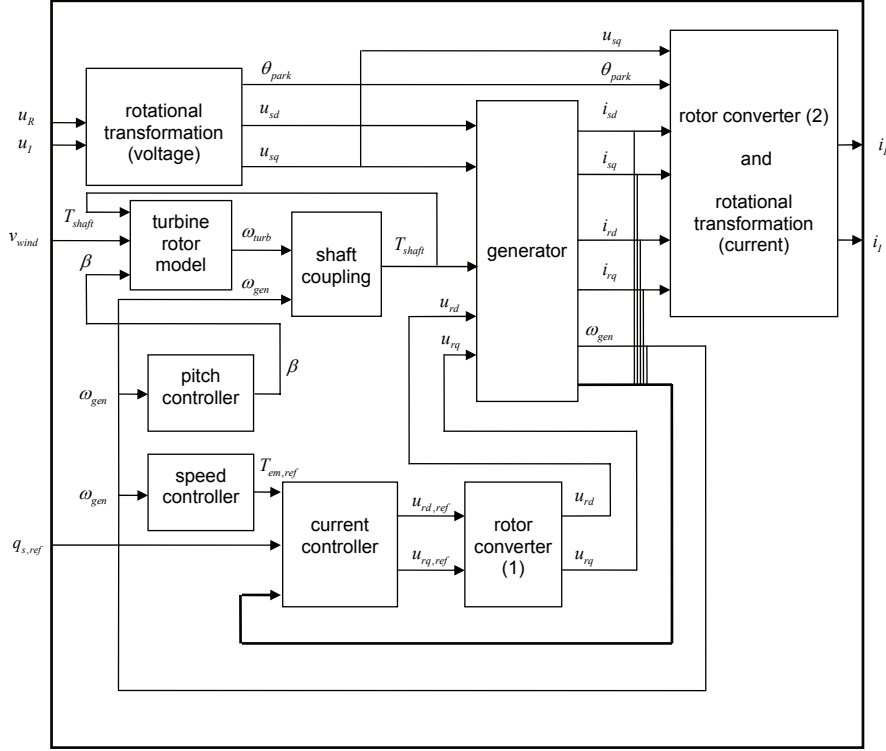 u_sq
θ_park
θ_park
rotational
transformation
(voltage)
u_R
u_I
u_sd
u_sq
i_sd
i_sq
i_rd
i_rq
ω_gen
rotor converter (2)
and
rotational
transformation
(current)
i_I
T_shaft
v_wind
β
turbine
rotor
model
ω_turb
ω_gen
shaft
coupling
T_shaft
generator
u_rd
u_rq
ω_gen
pitch
controller
β
ω_gen
speed
controller
T_em,ref
q_s,ref
current
controller
u_rd,ref
u_rq,ref
rotor
converter
(1)
u_rd
u_rq